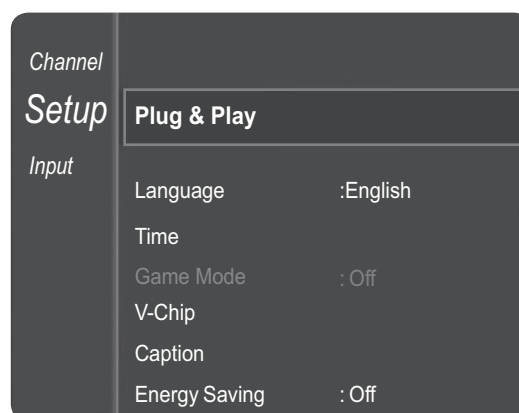 Channel
Setup
Input
Plug & Play
Language :English
Time
Game Mode : Off
V-Chip
Caption
Energy Saving : Off